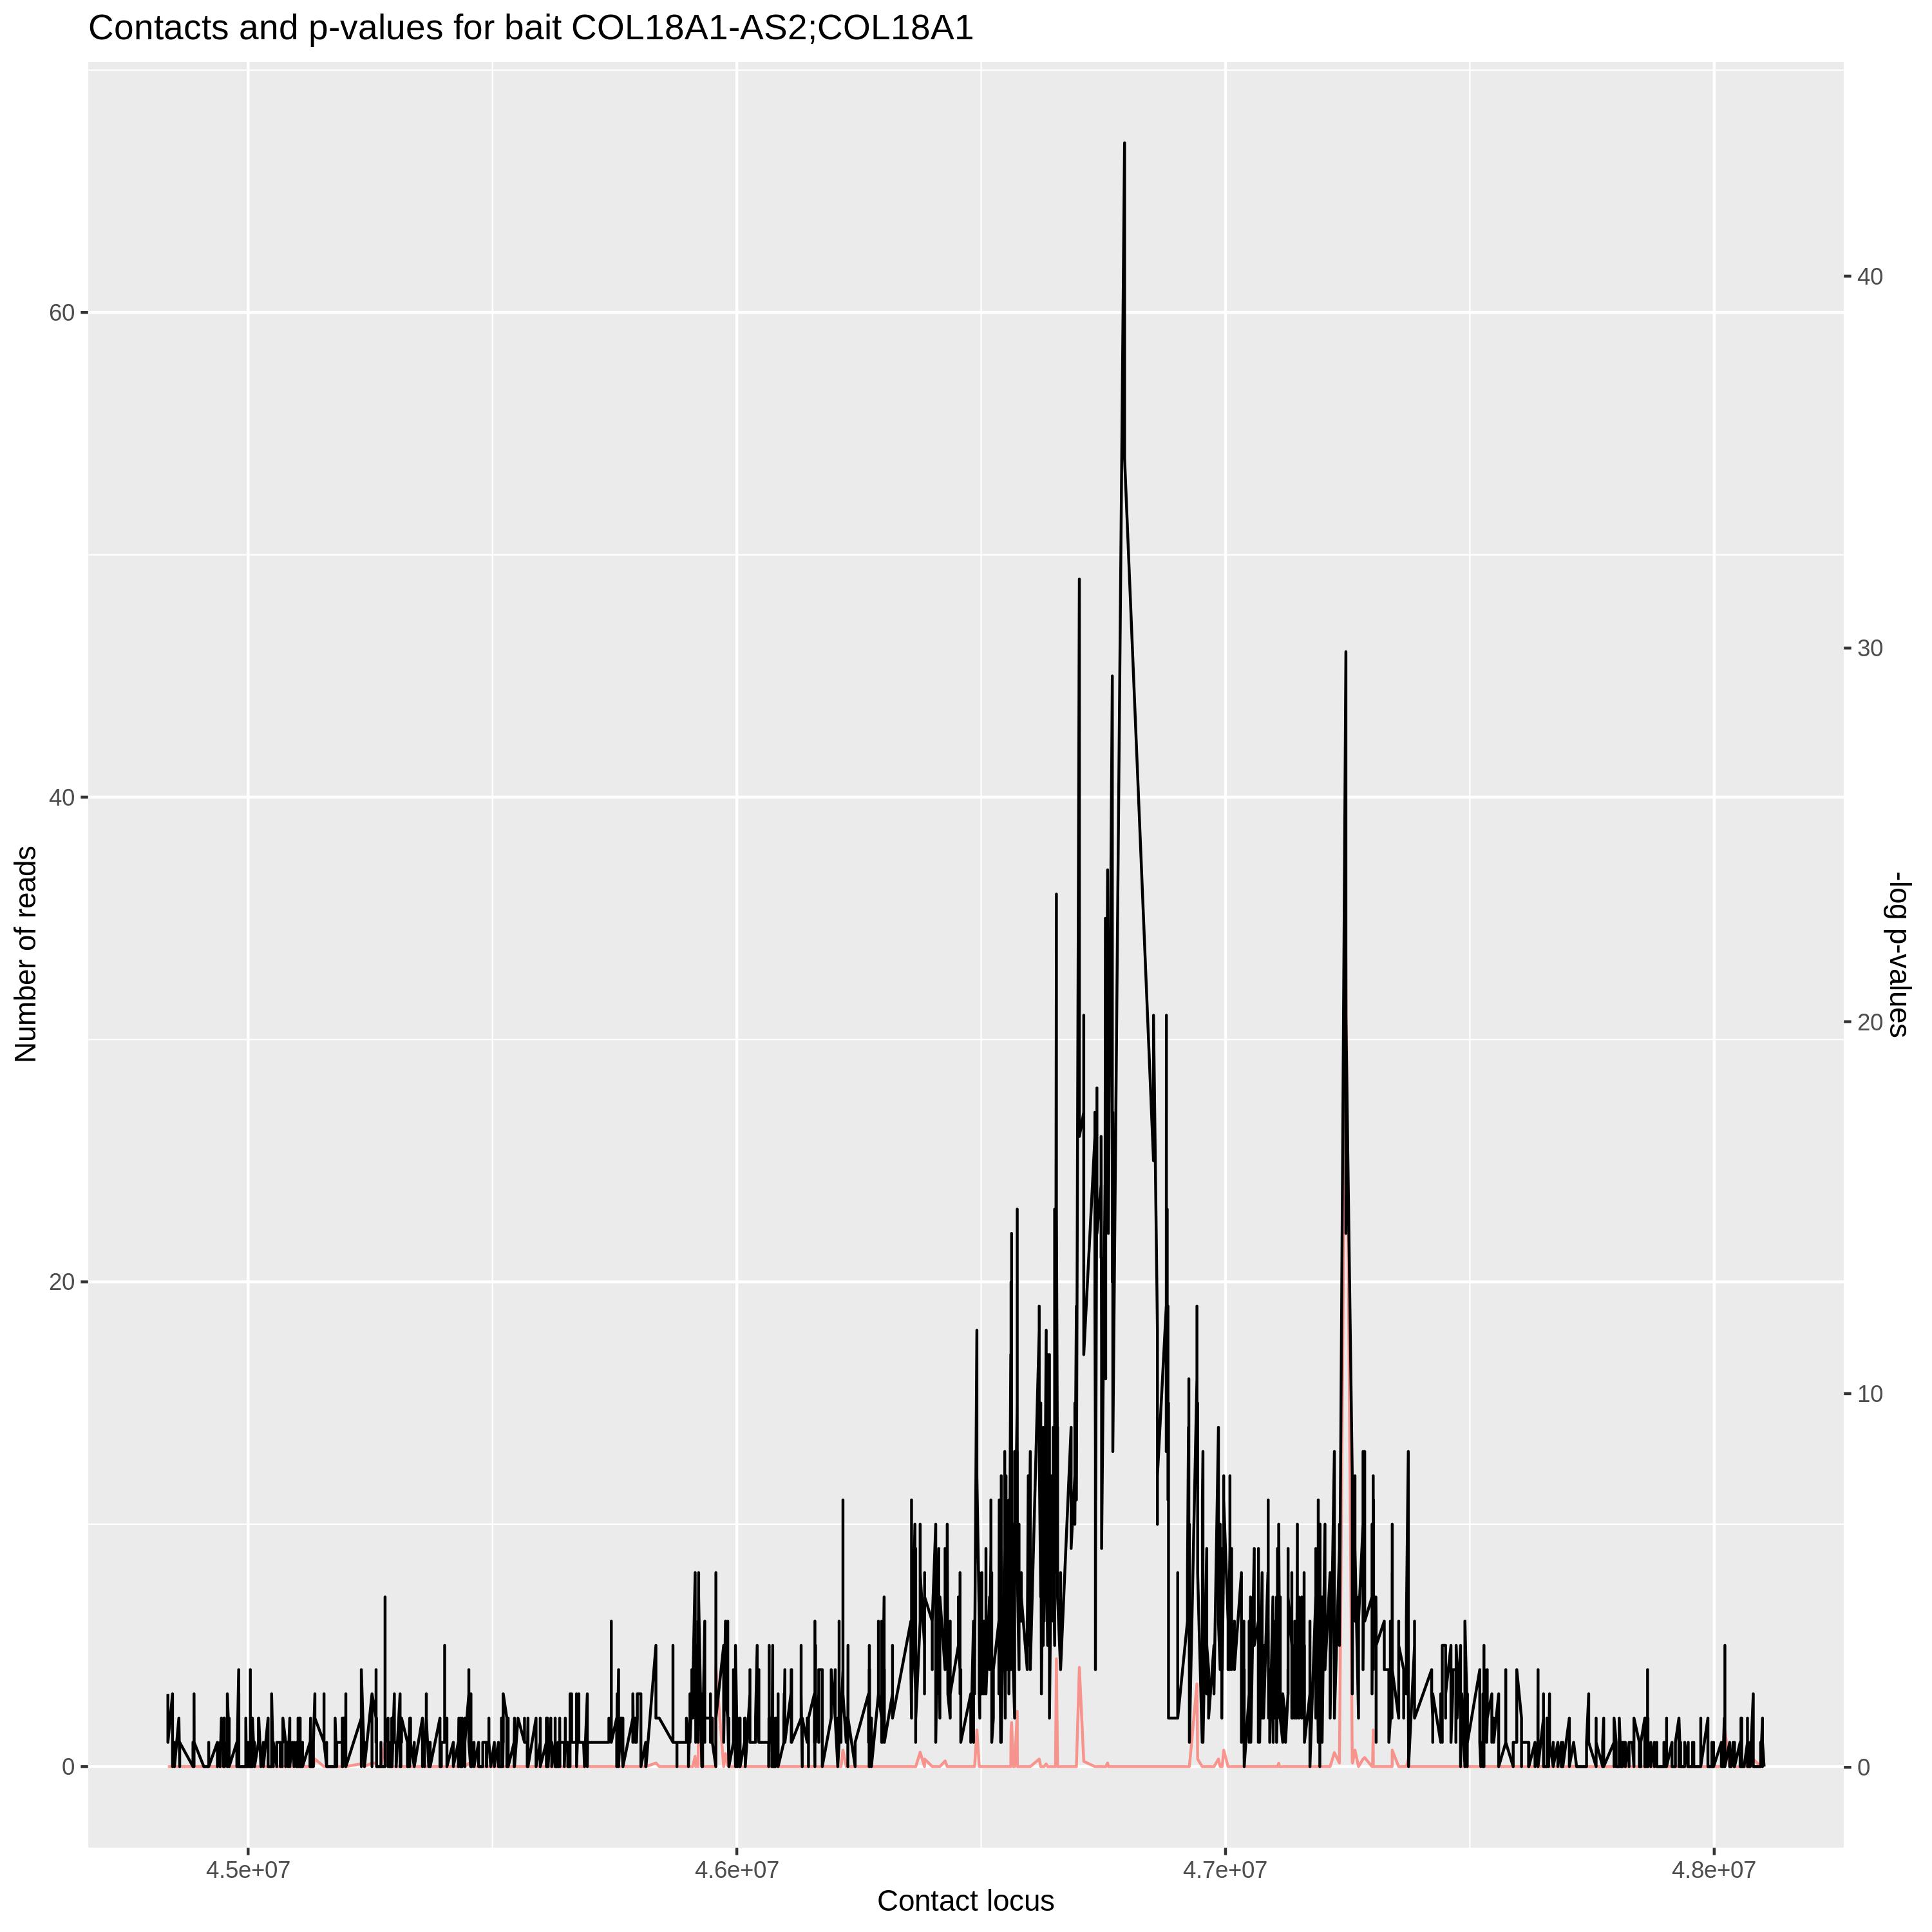 Contacts and p-values for bait COL18A1-AS2;COL18A1
60
40
20
0
Number of reads
40
30
20
10
0
-log p-values
4.5e+07
4.6e+07
4.7e+07
4.8e+07
Contact locus